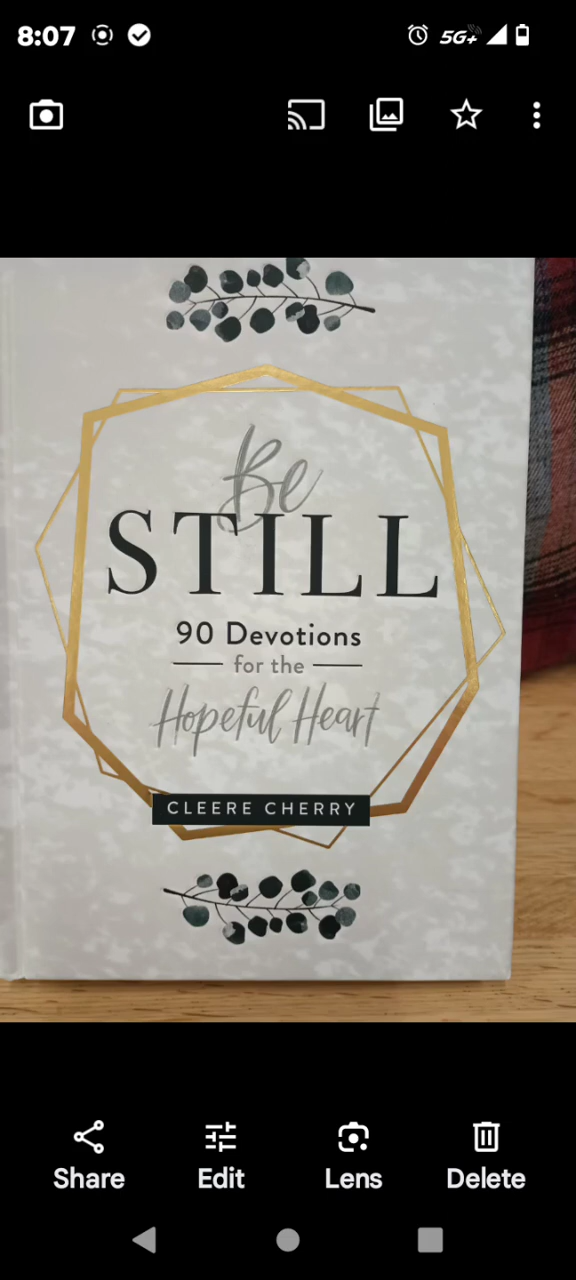 8:07
5G+
Be
STILL
90 Devotions
for the
Hopeful Heart
CLEERE CHERRY
Share
Edit
Lens
Delete